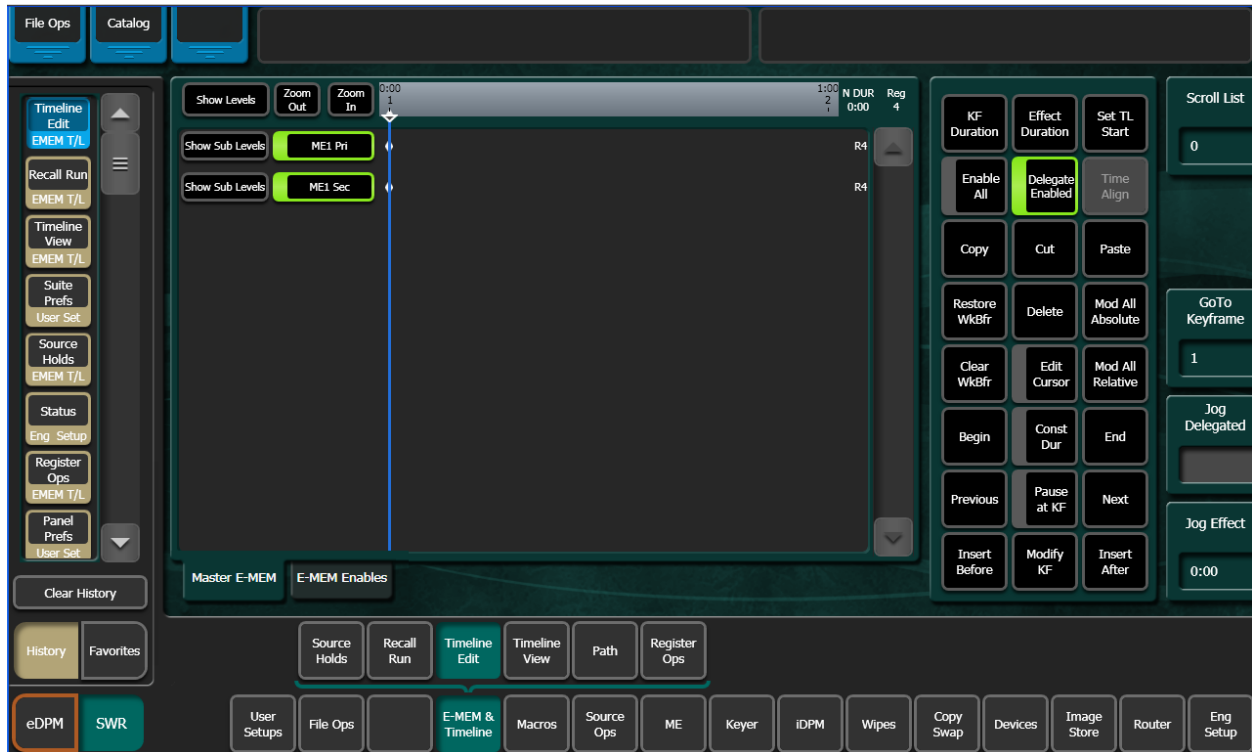 File Ops
Catalog
Timeline
Edit
EMEM T/L
Recall Run
EMEM T/L
Timeline
View
EMEM T/L
Suite
Prefs
User Set
Source
Holds
EMEM T/L
Status
Eng Setup
Register
Ops
EMEM T/L
Panel
Prefs
User Set
Clear History
History
Favorites
Show Levels
Zoom
Out
Zoom
In
0:00
1
1:00
2
N DUR
0:00
Reg
4
Show Sub Levels
ME1 Pri
R4
Show Sub Levels
ME1 Sec
R4
Master E-MEM
E-MEM Enables
KF
Duration
Effect
Duration
Set TL
Start
Enable
All
Delegate
Enabled
Time
Align
Copy
Cut
Paste
Restore
WkBfr
Delete
Mod All
Absolute
Clear
WkBfr
Edit
Cursor
Mod All
Relative
Begin
Const
Dur
End
Previous
Pause
at KF
Next
Insert
Before
Modify
KF
Insert
After
Scroll List
0
GoTo
Keyframe
1
Jog
Delegated
Jog Effect
0:00
Source
Holds
Recall
Run
Timeline
Edit
Timeline
View
Path
Register
Ops
eDPM
SWR
User
Setups
File Ops
E-MEM &
Timeline
Macros
Source
Ops
ME
Keyer
iDPM
Wipes
Copy
Swap
Devices
Image
Store
Router
Eng
Setup